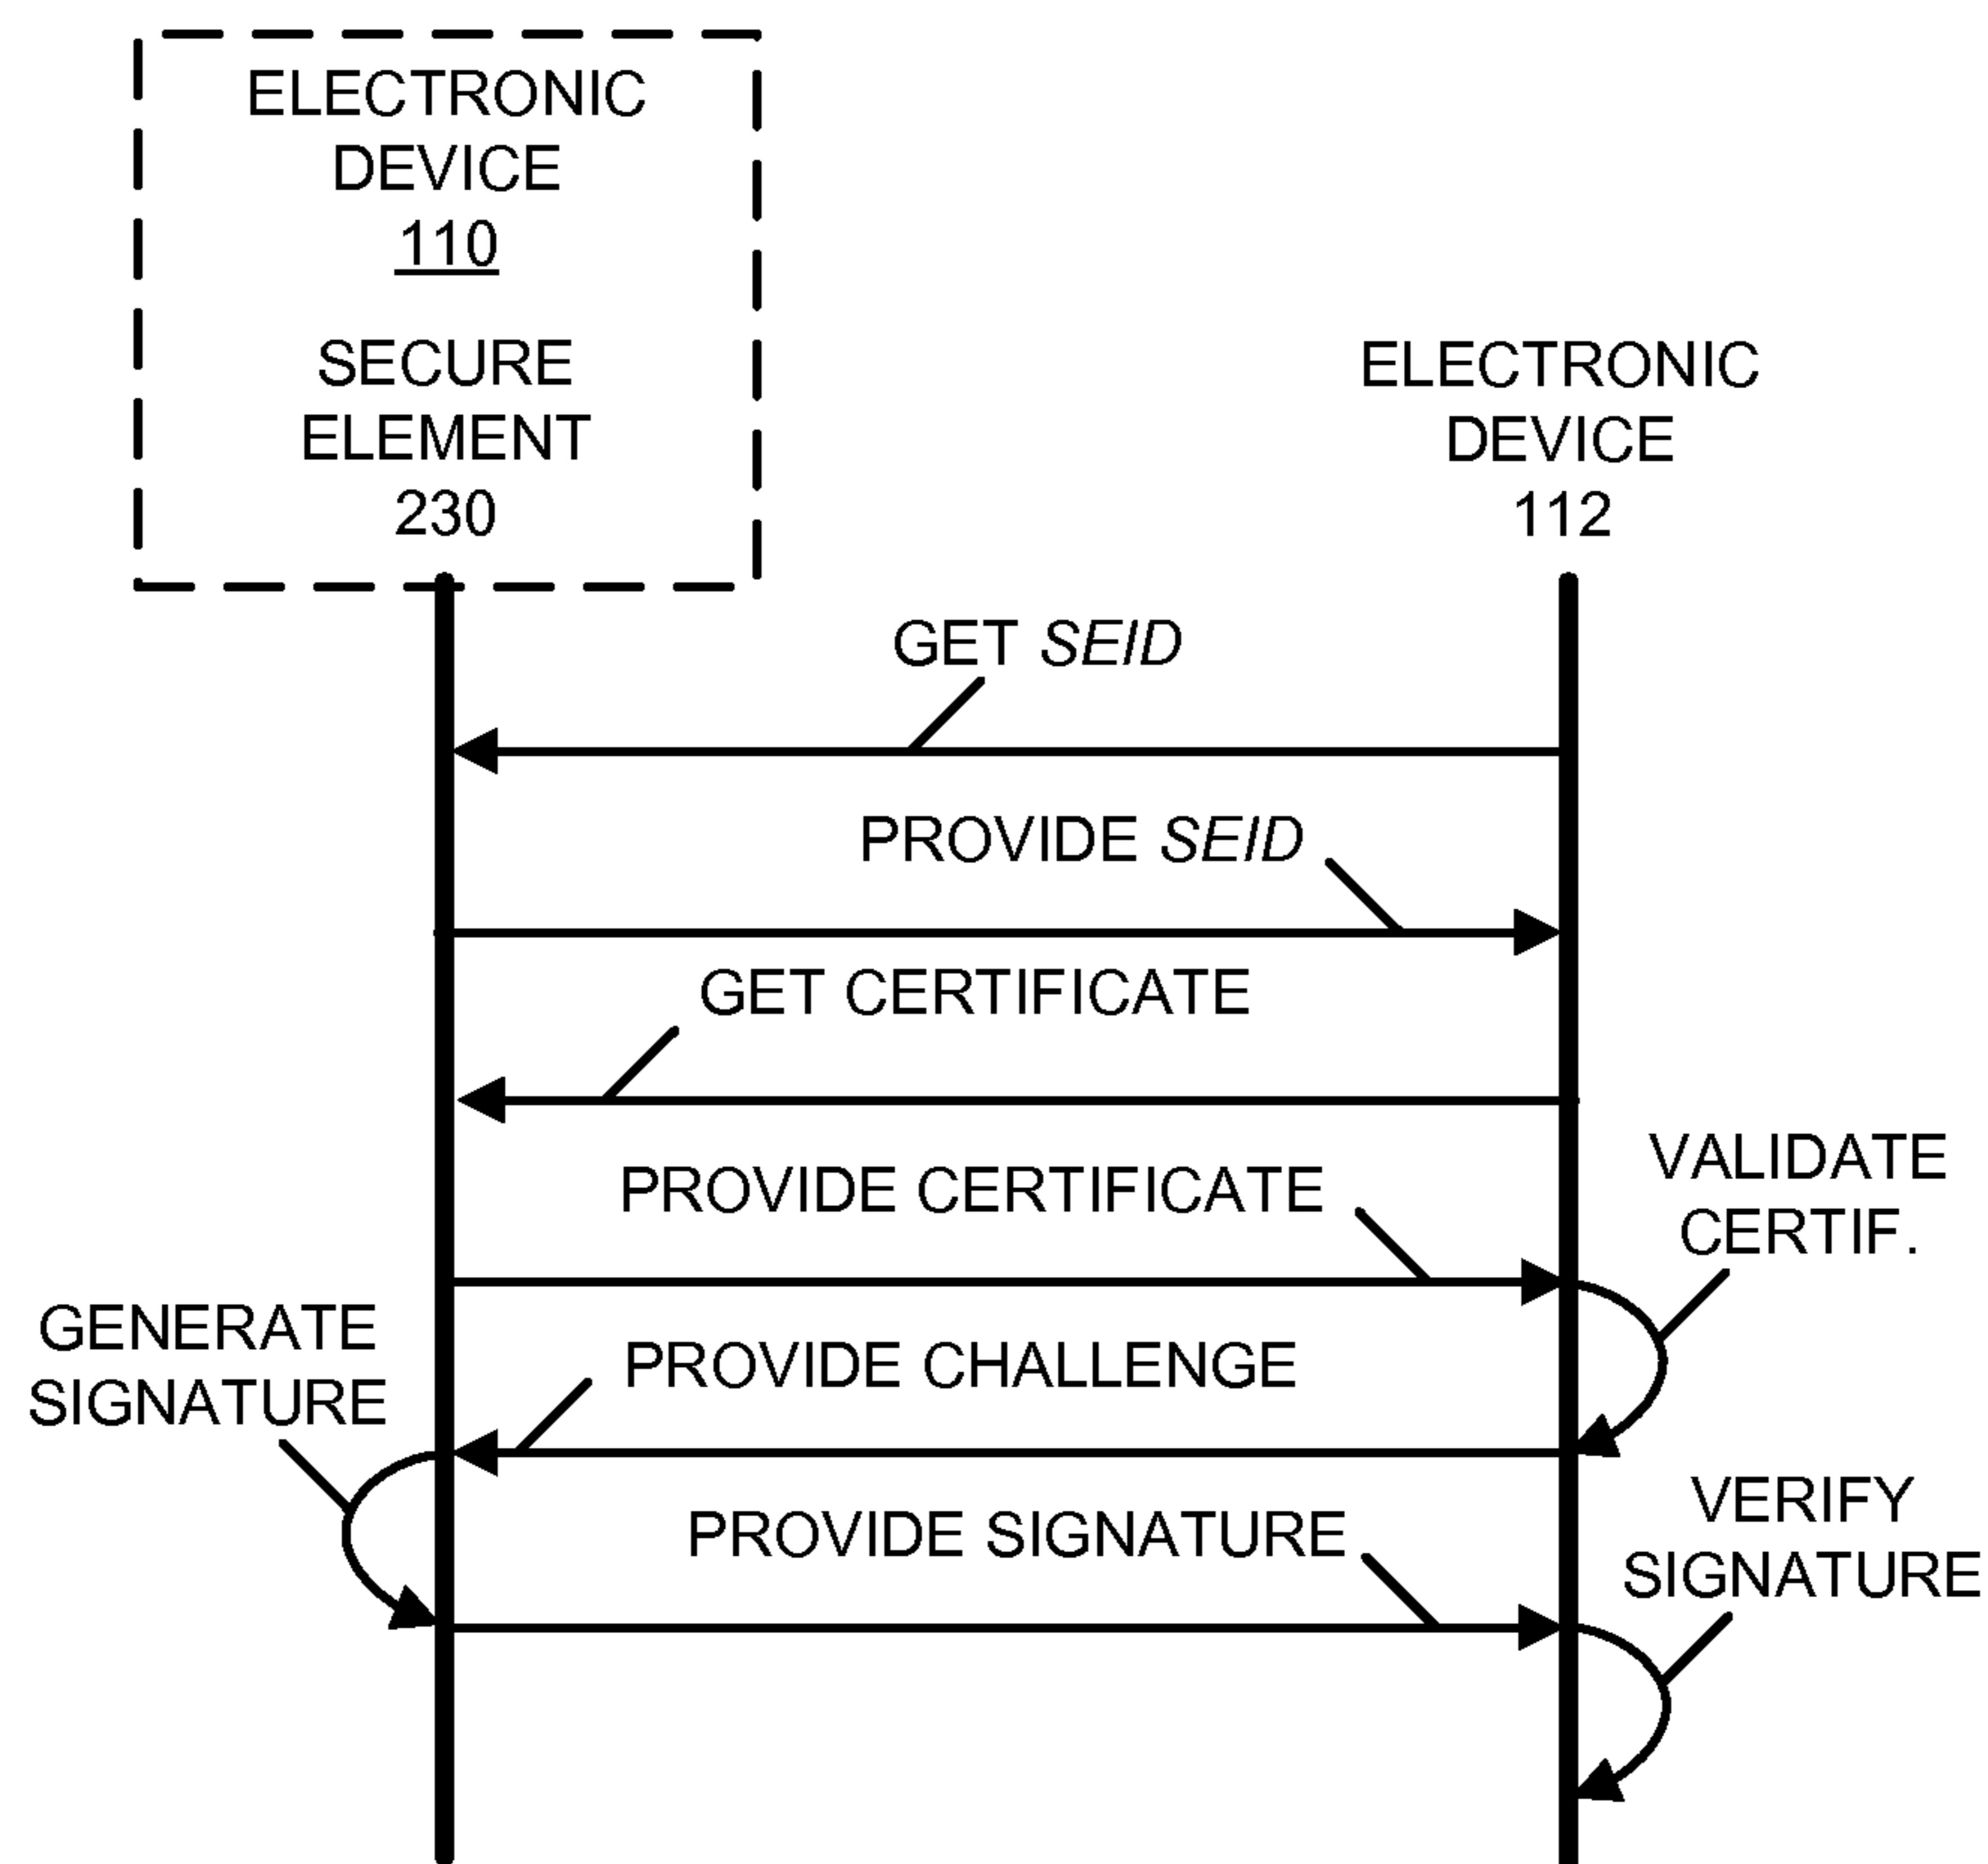 ELECTRONIC
DEVICE
110
SECURE
ELEMENT
230
ELECTRONIC
DEVICE
112
GET SEID
PROVIDE SEID
GET CERTIFICATE
PROVIDE CERTIFICATE
VALIDATE
CERTIF.
GENERATE
SIGNATURE
PROVIDE CHALLENGE
PROVIDE SIGNATURE
VERIFY
SIGNATURE